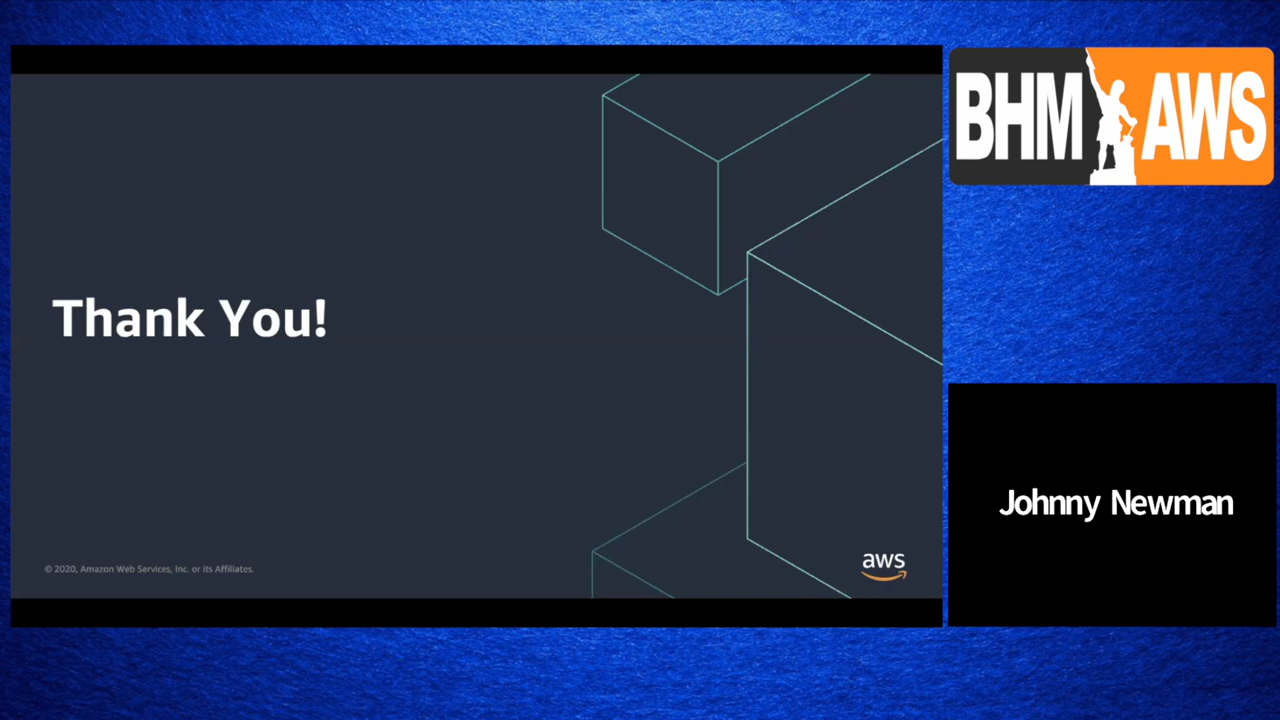 BHM AWS
Thank You!
Johnny Newman
© 2020, Amazon Web Services, Inc. or its Affiliates.
aws